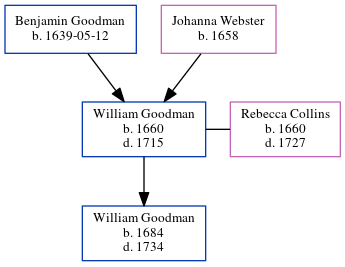 Benjamin Goodman
b. 1639-05-12
Johanna Webster
b. 1658
William Goodman
b. 1660
d. 1715
Rebecca Collins
b. 1660
d. 1727
William Goodman
b. 1684
d. 1734